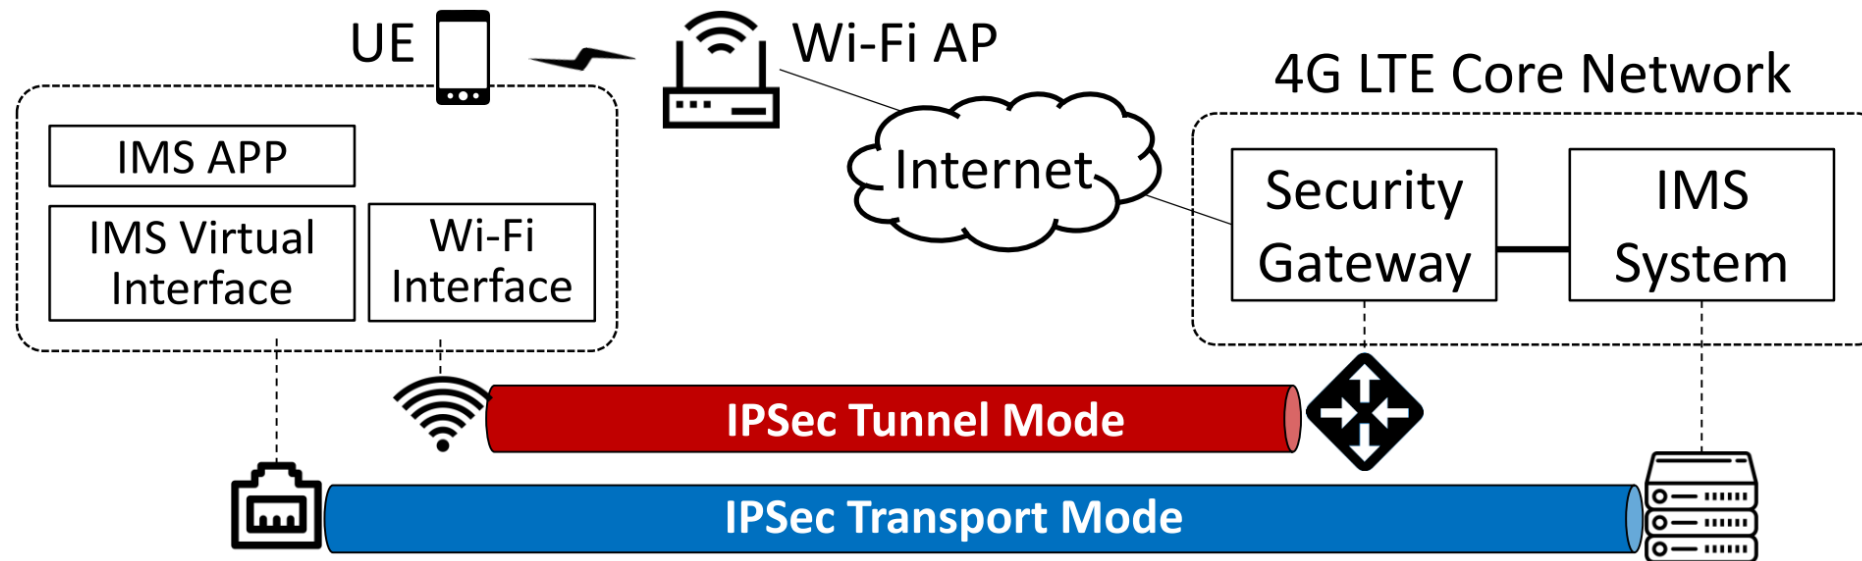 UE
Wi-Fi AP
4G LTE Core Network
IMS APP
IMS Virtual
Interface
Wi-Fi
Interface
Internet
Security
Gateway
IMS
System
IPSec Tunnel Mode
IPSec Transport Mode